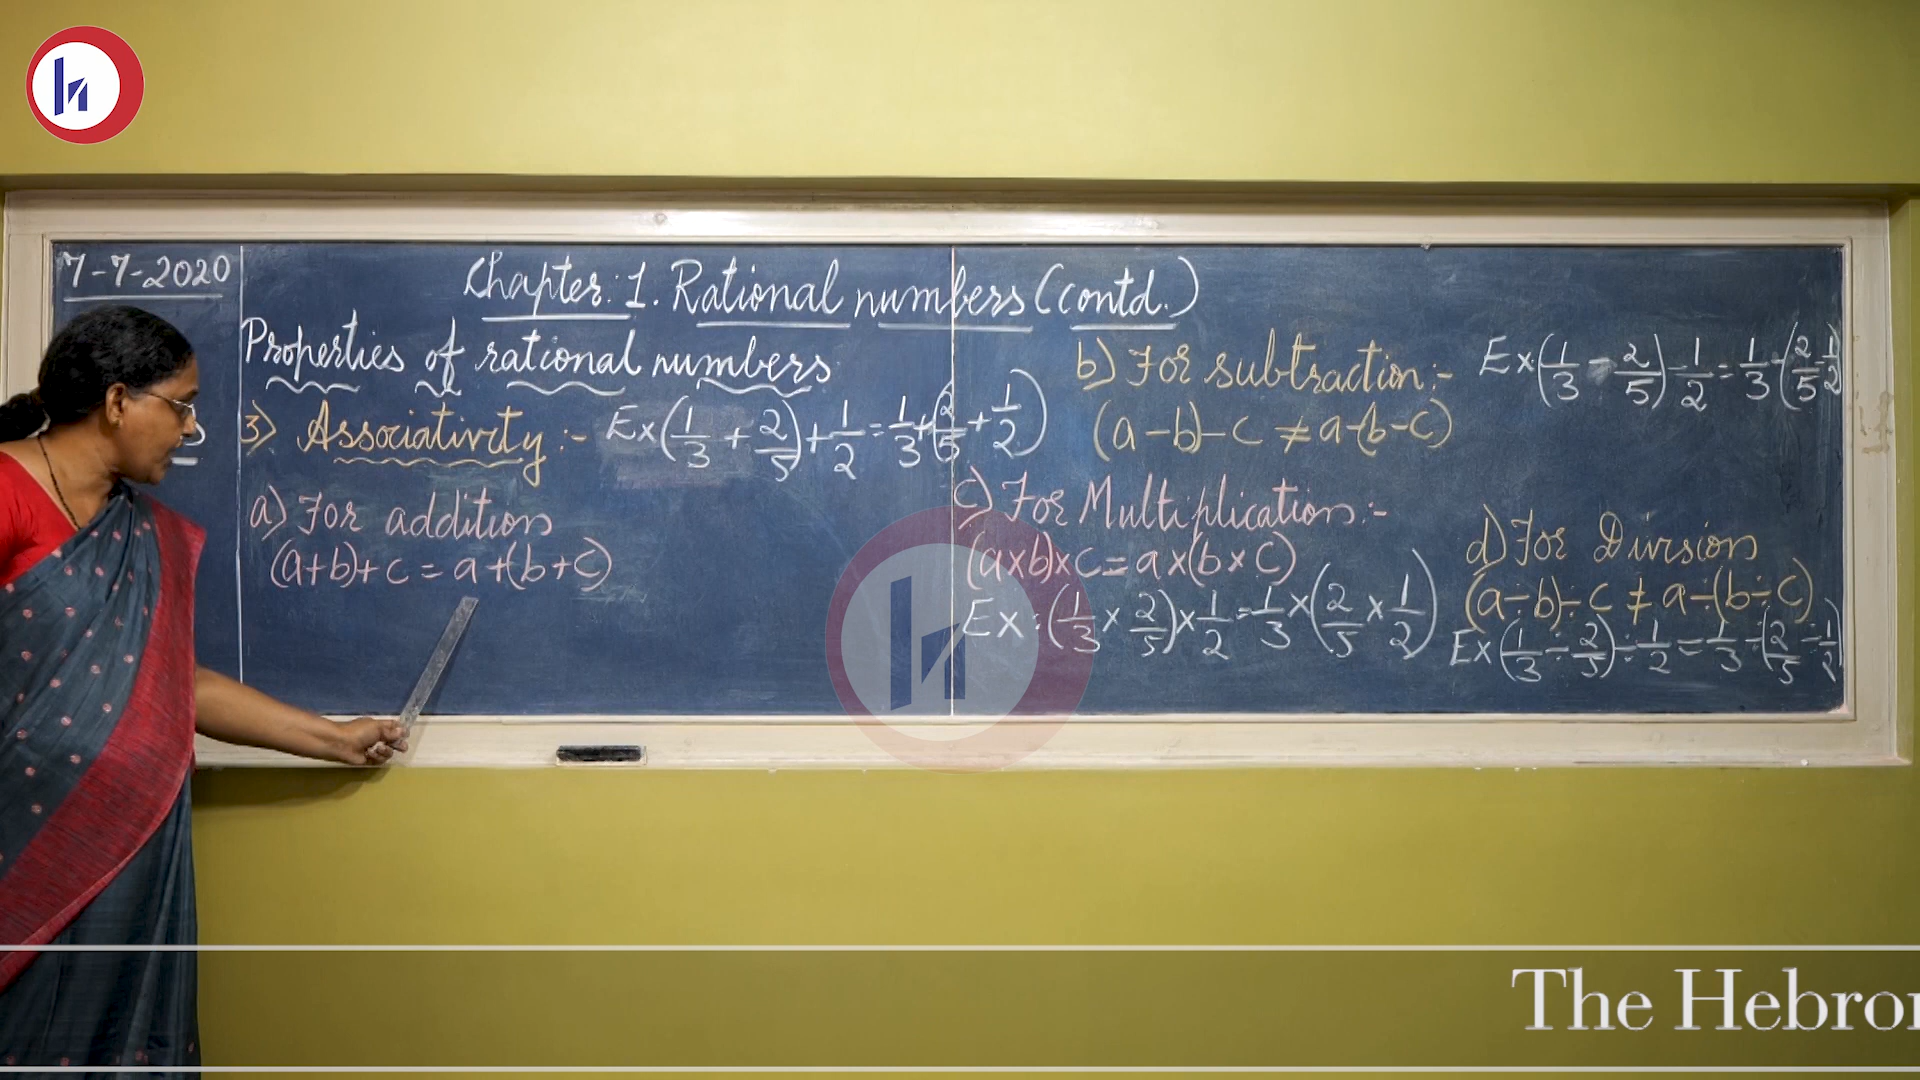 7-7-2020
Chapter: 1. Rational numbers (contd.)
Properties of rational numbers
3) Associativity :- Ex (1/3 + 2/5) + 1/2 = 1/3 + (2/5 + 1/2)
a) For addition
(a+b)+c = a+(b+c)
b) For subtraction:- Ex (1/3 - 2/5) - 1/2 = 1/3 - (2/5 - 1/2
(a-b)-c ≠ a-(b-c)
c) For Multiplication:-
(a×b)×c = a×(b×c)
Ex: (1/3 × 2/5) × 1/2 = 1/3 × (2/5 × 1/2)
d) For Division
(a÷b)÷c ≠ a÷(b÷c)
Ex (1/3 ÷ 2/5) ÷ 1/2 = 1/3 ÷ (2/5 ÷ 1/2)
The Hebron